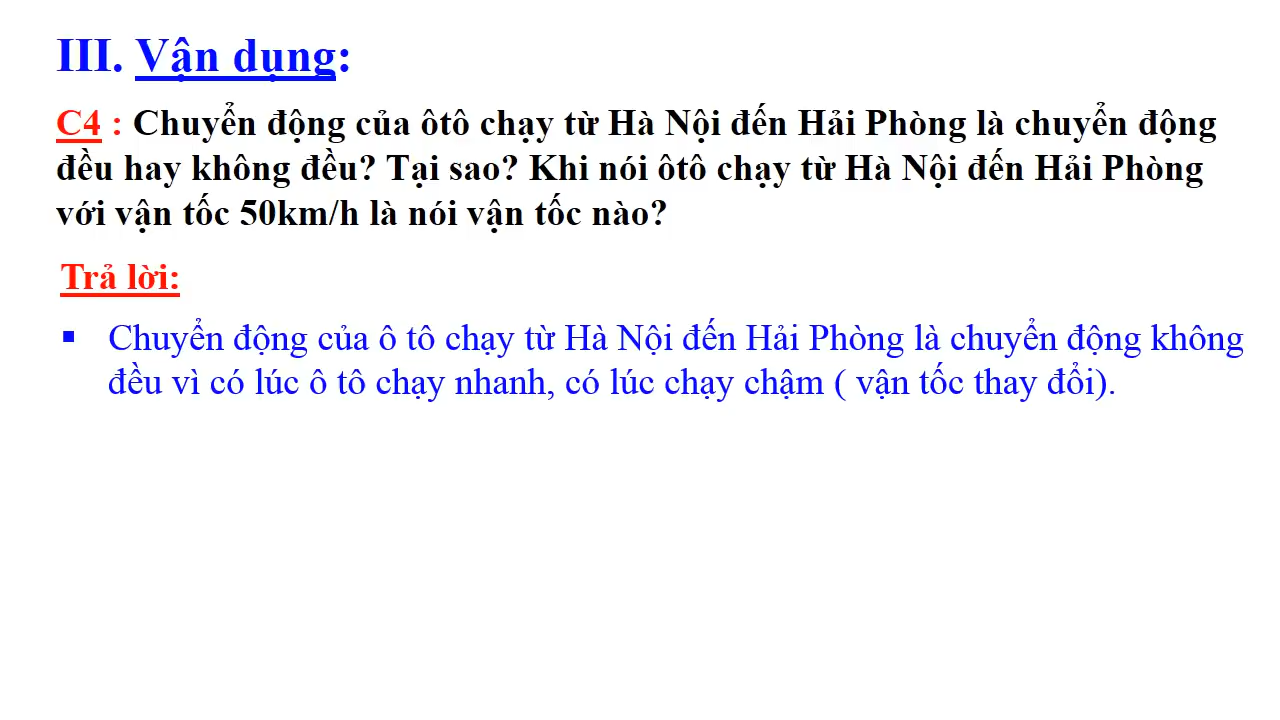 III. Vận dụng:
C4 : Chuyển động của ôtô chạy từ Hà Nội đến Hải Phòng là chuyển động
đều hay không đều? Tại sao? Khi nói ôtô chạy từ Hà Nội đến Hải Phòng
với vận tốc 50km/h là nói vận tốc nào?
Trả lời:
▪ Chuyển động của ô tô chạy từ Hà Nội đến Hải Phòng là chuyển động không
đều vì có lúc ô tô chạy nhanh, có lúc chạy chậm ( vận tốc thay đổi).